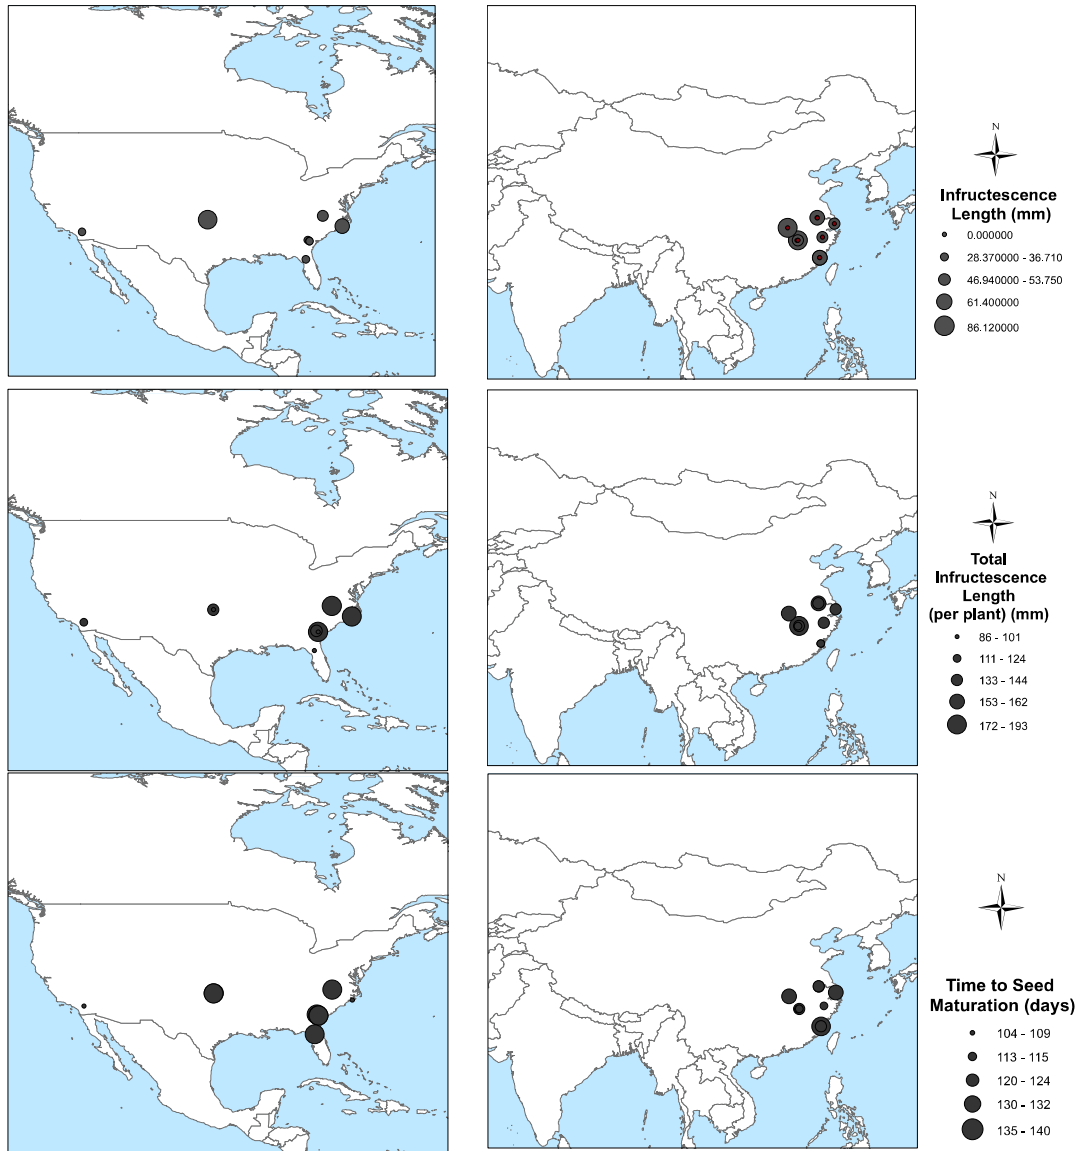 N
Infructescence
Length (mm)
0.000000
28.370000 - 36.710
46.940000 - 53.750
61.400000
86.120000
N
Total
Infructescence
Length
(per plant) (mm)
86 - 101
111 - 124
133 - 144
153 - 162
172 - 193
N
Time to Seed
Maturation (days)
104 - 109
113 - 115
120 - 124
130 - 132
135 - 140